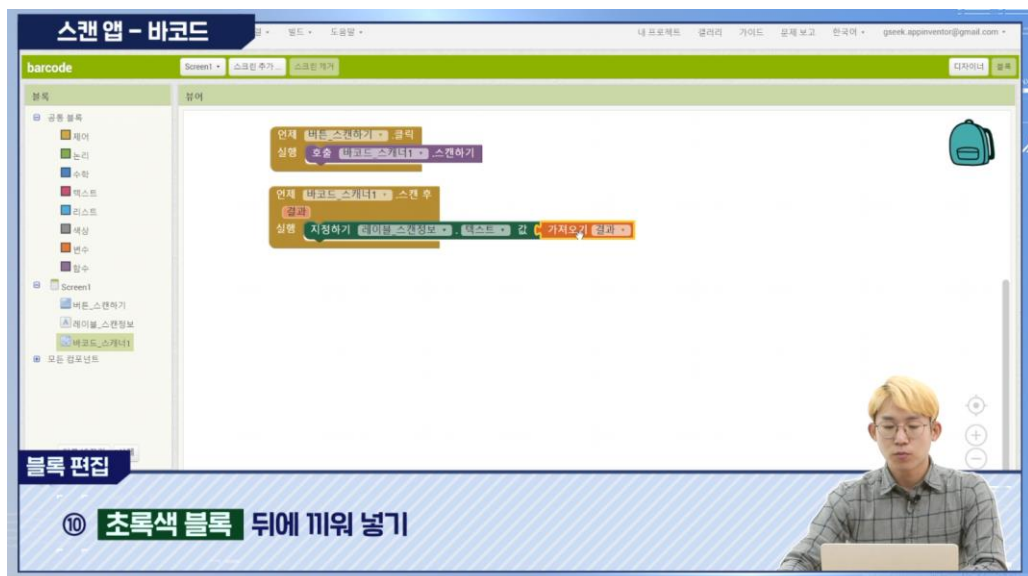 스캔 앱 – 바코드
빌드 ▾ 도움말 ▾ 내 프로젝트 갤러리 가이드 문제 보고 한국어 ▾ gseek.appinventor@gmail.com ▾
barcode Screen1 ▾ 스크린 추가... 스크린 제거 디자이너 블록
블록 뷰어
공통 블록
제어
논리
수학
텍스트
리스트
색상
변수
함수
Screen1
버튼_스캔하기
레이블_스캔정보
바코드_스캐너1
모든 컴포넌트
언제 버튼_스캔하기 ▾ .클릭
실행 호출 바코드_스캐너1 ▾ .스캔하기
언제 바코드_스캐너1 ▾ .스캔 후
결과
실행 지정하기 레이블_스캔정보 ▾ . 텍스트 ▾ 값 가져오기 결과 ▾
블록 편집
⑩ 초록색 블록 뒤에 끼워 넣기